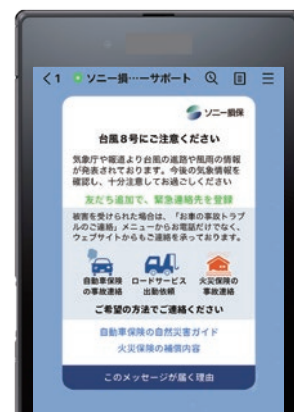 1 ソニー損…ーサポート
ソニー損保
台風8号にご注意ください
気象庁や報道より台風の進路や風雨の情報
が発表されております。今後の気象情報を
確認し、十分注意してお過ごしください
友だち追加で、緊急連絡先を登録
被害を受けられた場合は、「お車の事故トラブ
ルのご連絡」メニューからお電話だけでなく、
ウェブサイトからもご連絡を承っております。
自動車保険 ロードサービス 火災保険の
の事故連絡 出動依頼 事故連絡
ご希望の方法でご連絡ください
自動車保険の自然災害ガイド
火災保険の補償内容
このメッセージが届く理由